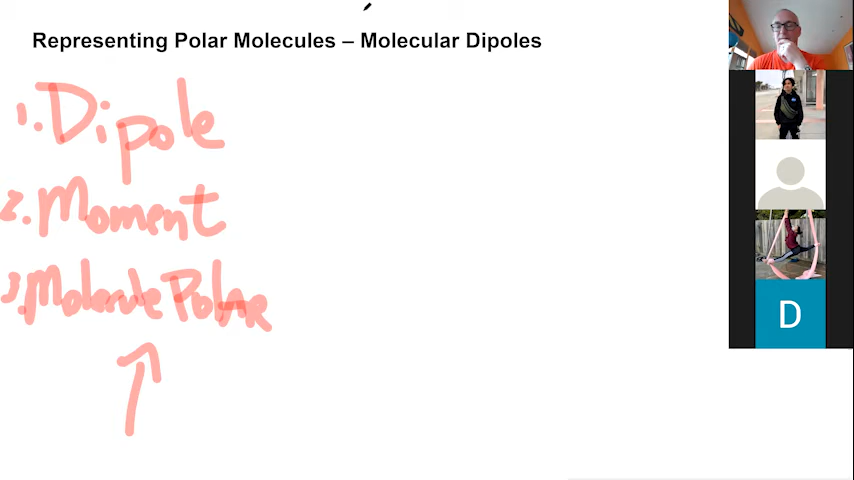 Representing Polar Molecules – Molecular Dipoles
1. Dipole
2. Moment
3. Molecule Polar
D